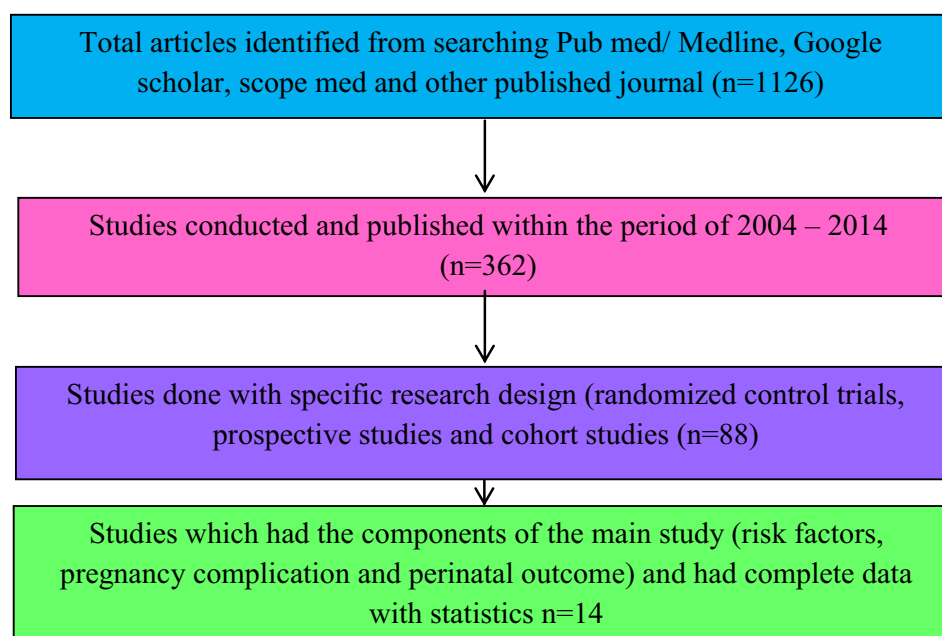 Total articles identified from searching Pub med/ Medline, Google
scholar, scope med and other published journal (n=1126)
Studies conducted and published within the period of 2004 – 2014
(n=362)
Studies done with specific research design (randomized control trials,
prospective studies and cohort studies (n=88)
Studies which had the components of the main study (risk factors,
pregnancy complication and perinatal outcome) and had complete data
with statistics n=14